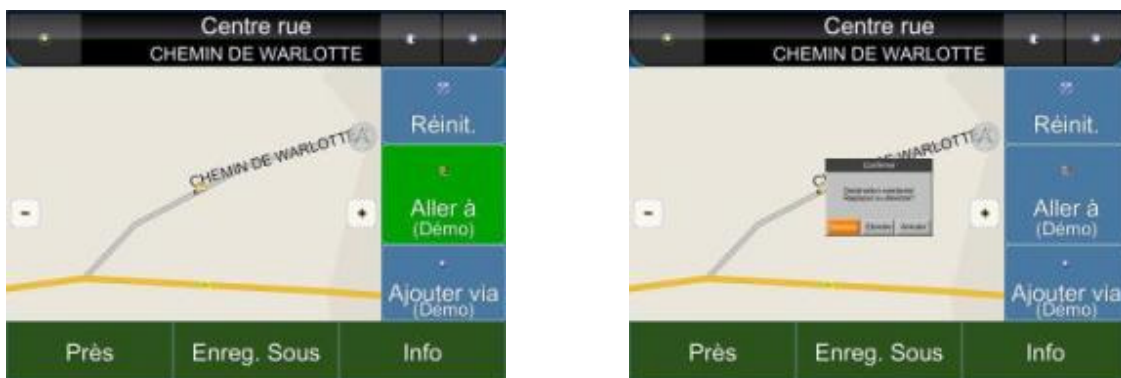 Centre rue
CHEMIN DE WARLOTTE
CHEMIN DE WARLOTTE
Réinit.
Aller à
(Démo)
Ajouter via
(Démo)
Près
Enreg. Sous
Info
Centre rue
CHEMIN DE WARLOTTE
WARLOTTE
Réinit.
Aller à
(Démo)
Annuler
Ajouter via
(Démo)
Près
Enreg. Sous
Info